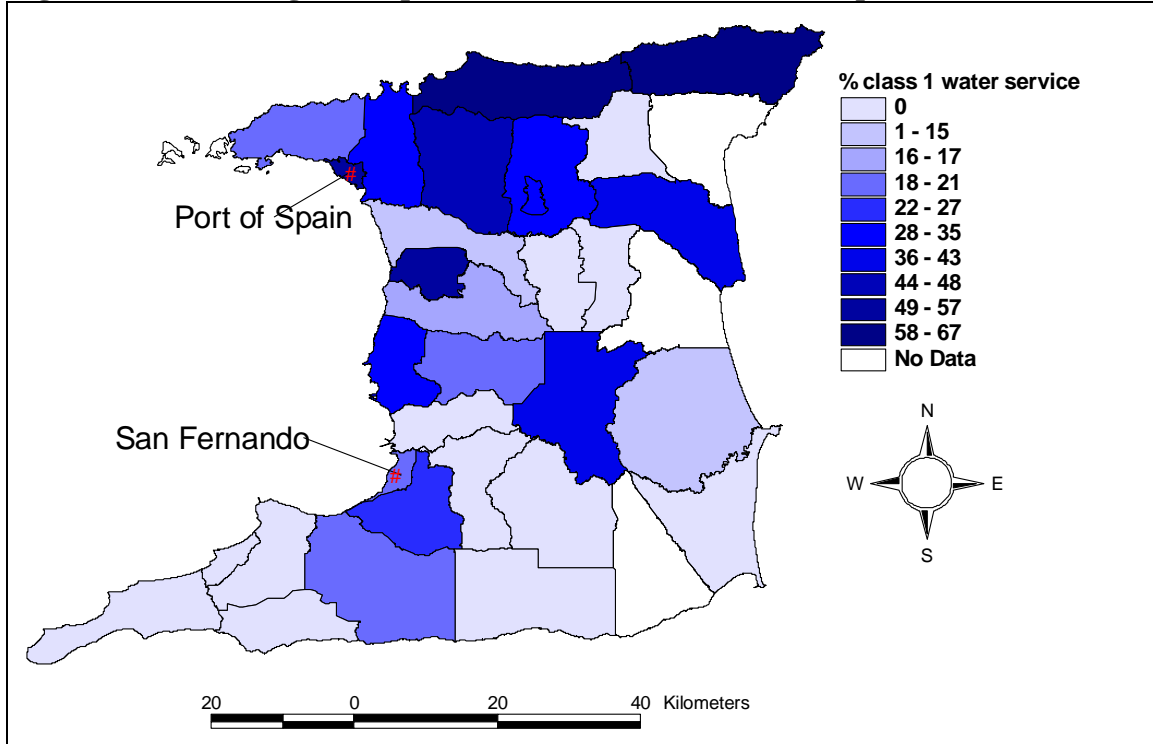 % class 1 water service
0
1 - 15
16 - 17
18 - 21
22 - 27
28 - 35
36 - 43
44 - 48
49 - 57
58 - 67
No Data
#
Port of Spain
San Fernando
#
N
W
E
S
20 0 20 40 Kilometers